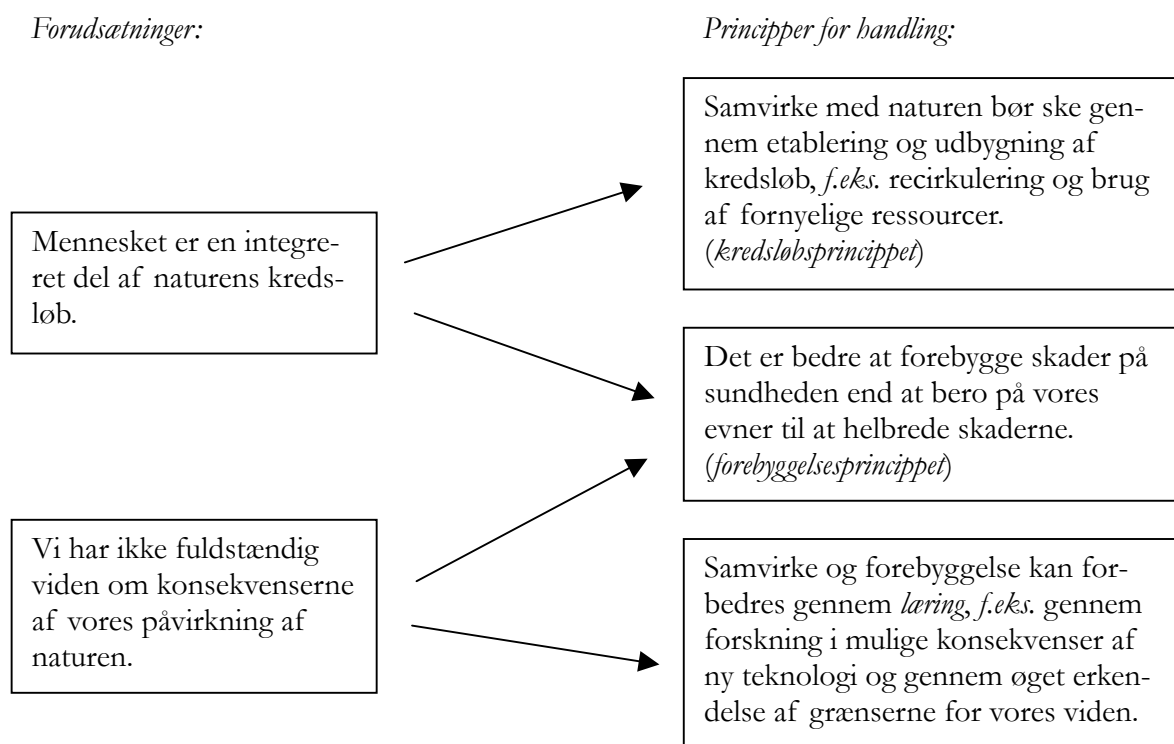 Forudsætninger:
Mennesket er en integre-
ret del af naturens kreds-
løb.
Vi har ikke fuldstændig
viden om konsekvenserne
af vores påvirkning af
naturen.
Principper for handling:
Samvirke med naturen bør ske gen-
nem etablering og udbygning af
kredsløb, f.eks. recirkulering og brug
af fornyelige ressourcer.
(kredsløbsprincippet)
Det er bedre at forebygge skader på
sundheden end at bero på vores
evner til at helbrede skaderne.
(forebyggelsesprincippet)
Samvirke og forebyggelse kan for-
bedres gennem læring, f.eks. gennem
forskning i mulige konsekvenser af
ny teknologi og gennem øget erken-
delse af grænserne for vores viden.